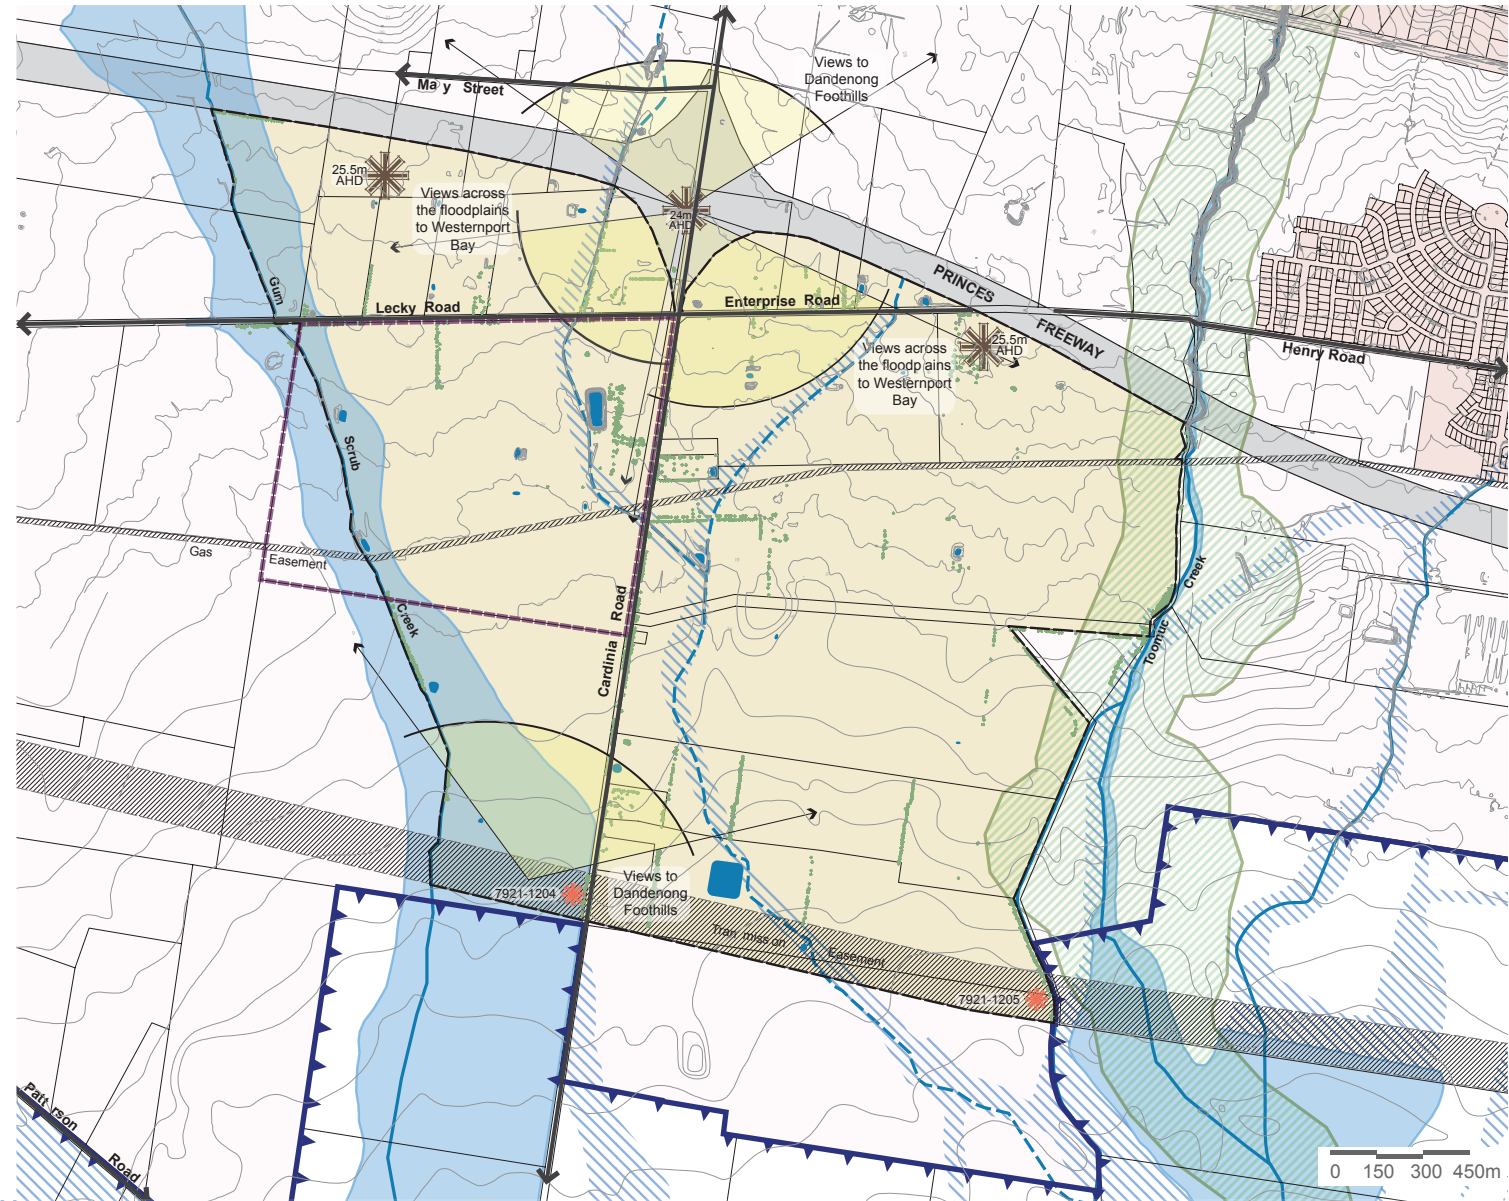 Views to
Dandenong
Foothills
Ma y Street
25.5m
AHD
Views across
the floodplains
to Westernport
Bay
24m
AHD
PRINCES
FREEWAY
Gum
Lecky Road
Enterprise Road
Views across
the floodp ains
to Westernport
Bay
25.5m
AHD
Henry Road
Scrub
Gas
Easement
Creek
Cardinia Road
Creek
Toomuc
7921-1204
Views to
Dandenong
Foothills
Tran miss on
Easement
7921-1205
Patt rson
Road
0 150 300 450m